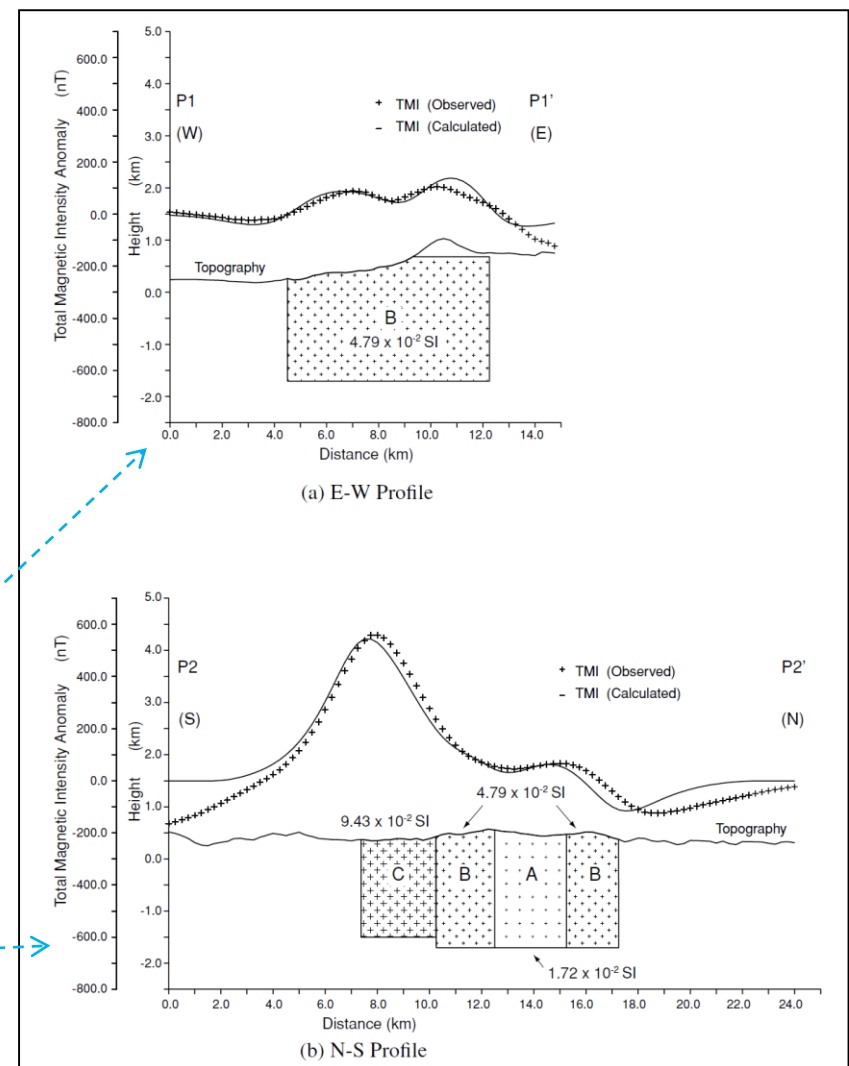 Total Magnetic Intensity Anomaly (nT)
600.0
400.0
200.0
0.0
-200.0
-400.0
-600.0
-800.0
Height (km)
5.0
4.0
3.0
2.0
1.0
0.0
-1.0
-2.0
P1
(W)
+ TMI (Observed)
– TMI (Calculated)
P1'
(E)
Topography
B
4.79 x 10⁻² SI
0.0 2.0 4.0 6.0 8.0 10.0 12.0 14.0
Distance (km)
(a) E-W Profile
Total Magnetic Intensity Anomaly (nT)
600.0
400.0
200.0
0.0
-200.0
-400.0
-600.0
-800.0
Height (km)
5.0
4.0
3.0
2.0
1.0
0.0
-1.0
-2.0
P2
(S)
+ TMI (Observed)
– TMI (Calculated)
P2'
(N)
4.79 x 10⁻² SI
9.43 x 10⁻² SI
Topography
C B A B
1.72 x 10⁻² SI
0.0 2.0 4.0 6.0 8.0 10.0 12.0 14.0 16.0 18.0 20.0 22.0 24.0
Distance (km)
(b) N-S Profile